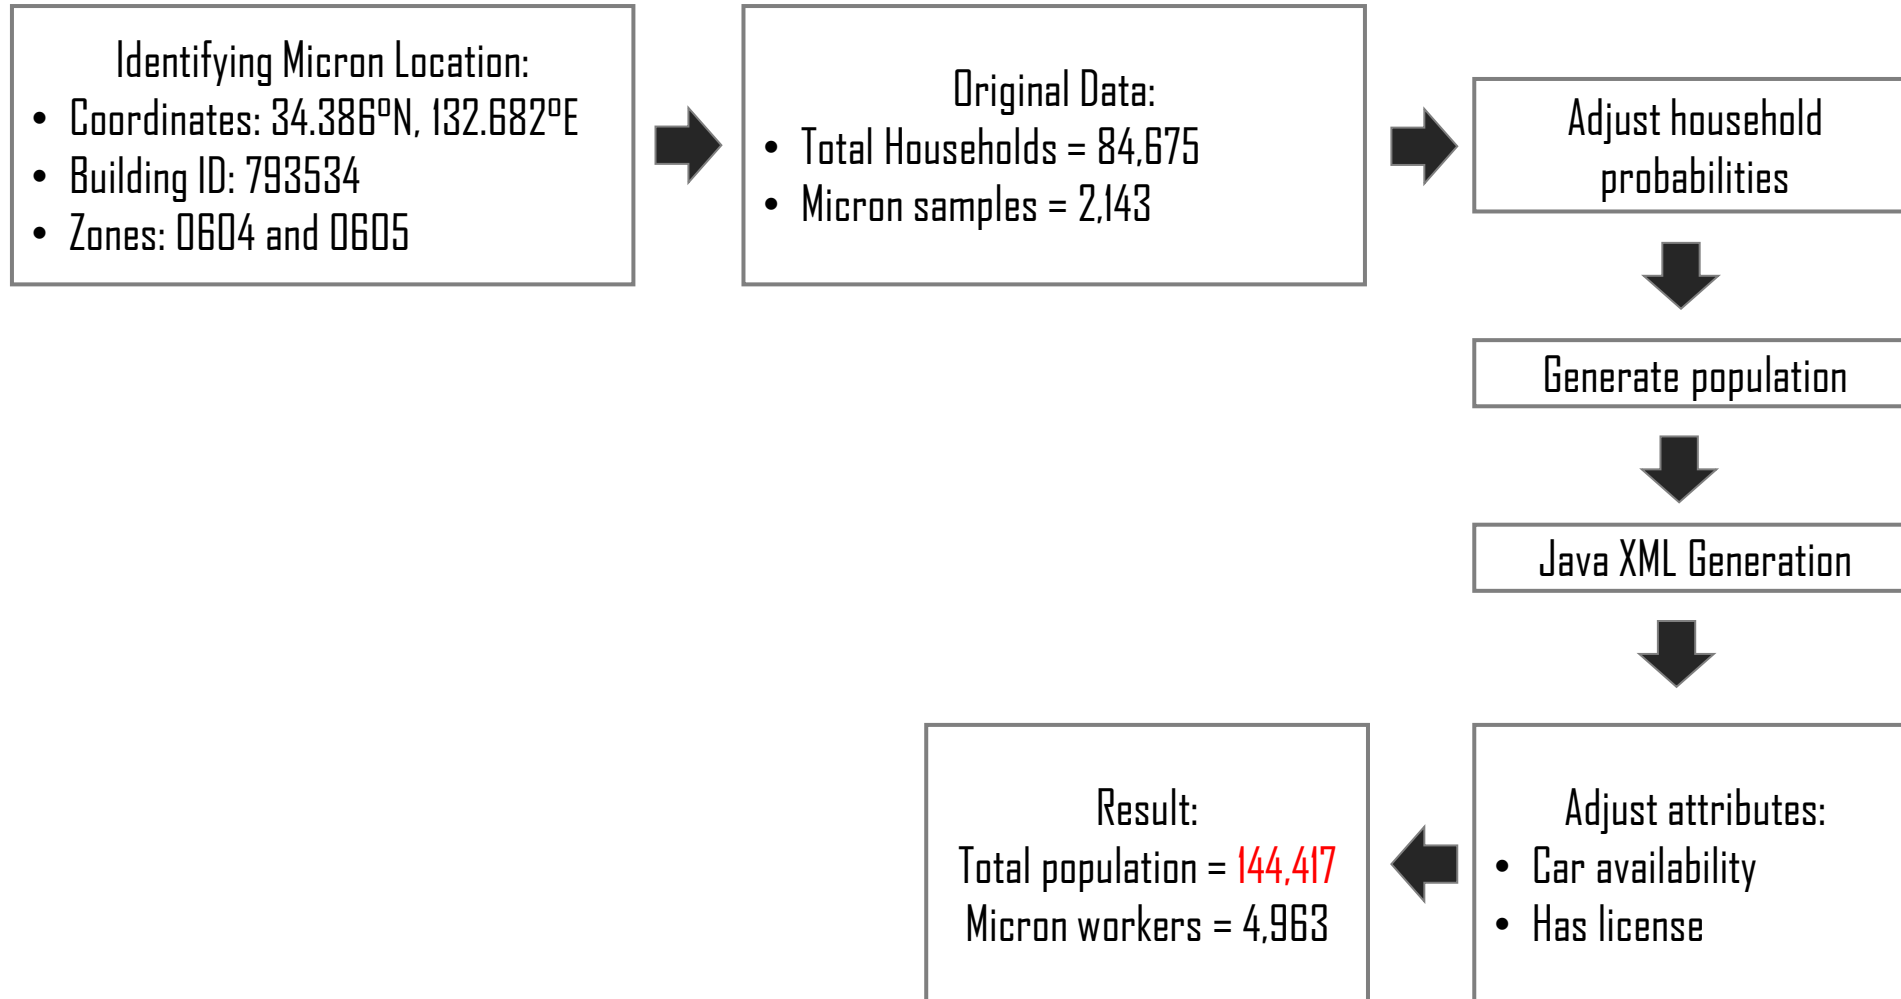 Identifying Micron Location:
• Coordinates: 34.386ºN, 132.682ºE
• Building ID: 793534
• Zones: 0604 and 0605
Original Data:
• Total Households = 84,675
• Micron samples = 2,143
Adjust household
probabilities
Generate population
Java XML Generation
Adjust attributes:
• Car availability
• Has license
Result:
Total population = 144,417
Micron workers = 4,963